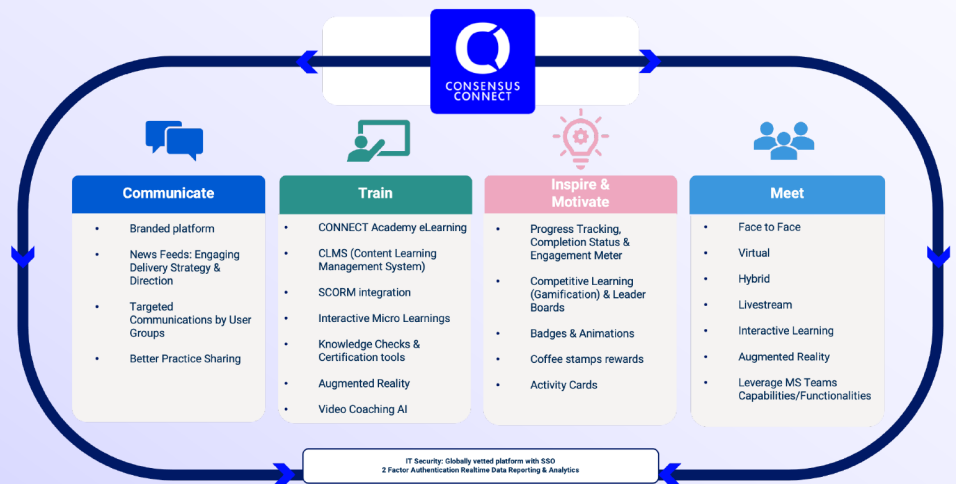 CONSENSUS
CONNECT
Communicate
• Branded platform
• News Feeds: Engaging
Delivery Strategy &
Direction
• Targeted
Communications by User
Groups
• Better Practice Sharing
Train
• CONNECT Academy eLearning
• CLMS (Content Learning
Management System)
• SCORM integration
• Interactive Micro Learnings
• Knowledge Checks &
Certification tools
• Augmented Reality
• Video Coaching AI
Inspire &
Motivate
• Progress Tracking,
Completion Status &
Engagement Meter
• Competitive Learning
(Gamification) & Leader
Boards
• Badges & Animations
• Coffee stamps rewards
• Activity Cards
Meet
• Face to Face
• Virtual
• Hybrid
• Livestream
• Interactive Learning
• Augmented Reality
• Leverage MS Teams
Capabilities/Functionalities
IT Security: Globally vetted platform with SSO
2 Factor Authentication Realtime Data Reporting & Analytics